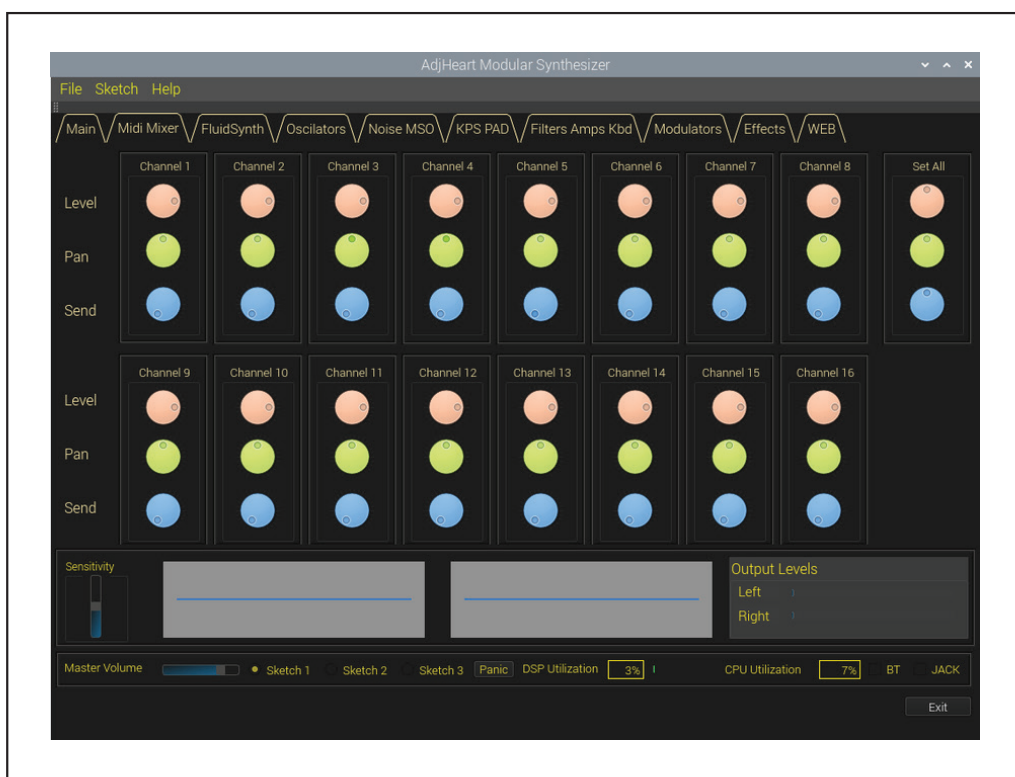 AdjHeart Modular Synthesizer
File Sketch Help
Main Midi Mixer FluidSynth Oscilators Noise MSO KPS PAD Filters Amps Kbd Modulators Effects WEB
Channel 1 Channel 2 Channel 3 Channel 4 Channel 5 Channel 6 Channel 7 Channel 8 Set All
Level
Pan
Send
Channel 9 Channel 10 Channel 11 Channel 12 Channel 13 Channel 14 Channel 15 Channel 16
Level
Pan
Send
Sensitivity
Output Levels
Left
Right
Master Volume Sketch 1 Sketch 2 Sketch 3 Panic DSP Utilization 3% CPU Utilization 7% BT JACK
Exit